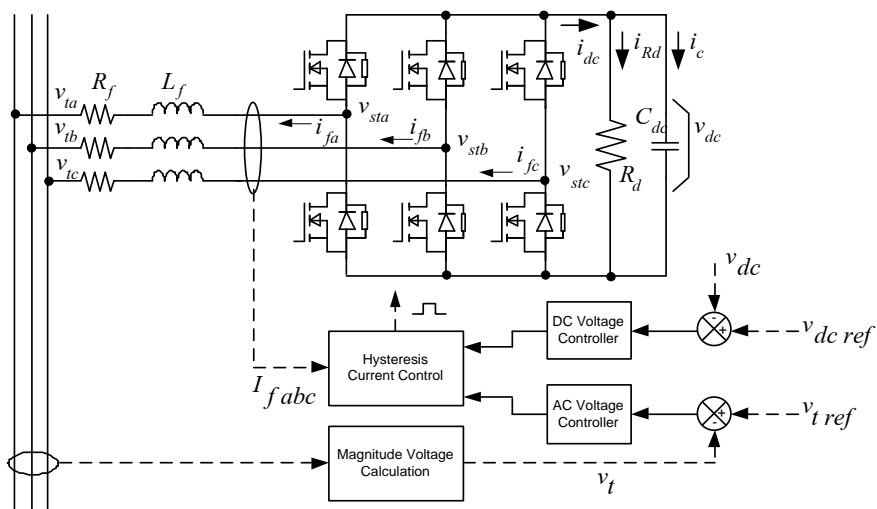 i_dc
i_Rd
i_c
R_f
L_f
v_ta
v_sta
i_fa
i_fb
v_tb
v_stb
i_fc
v_tc
v_stc
C_dc
v_dc
R_d
v_dc
DC Voltage
Controller
-
+
v_dc ref
Hysteresis
Current Control
I_f abc
AC Voltage
Controller
+
-
v_t ref
Magnitude Voltage
Calculation
v_t